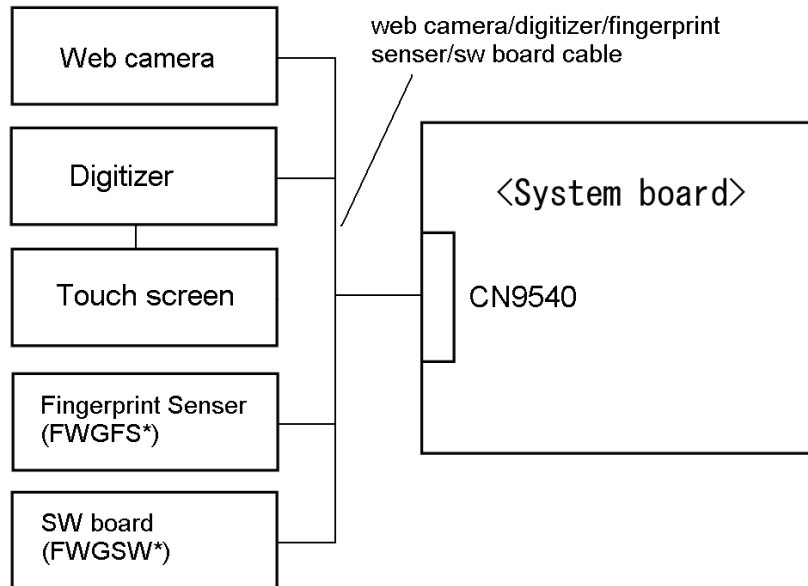 Web camera
web camera/digitizer/fingerprint
senser/sw board cable
Digitizer
<System board>
Touch screen
CN9540
Fingerprint Senser
(FWGFS*)
SW board
(FWGSW*)